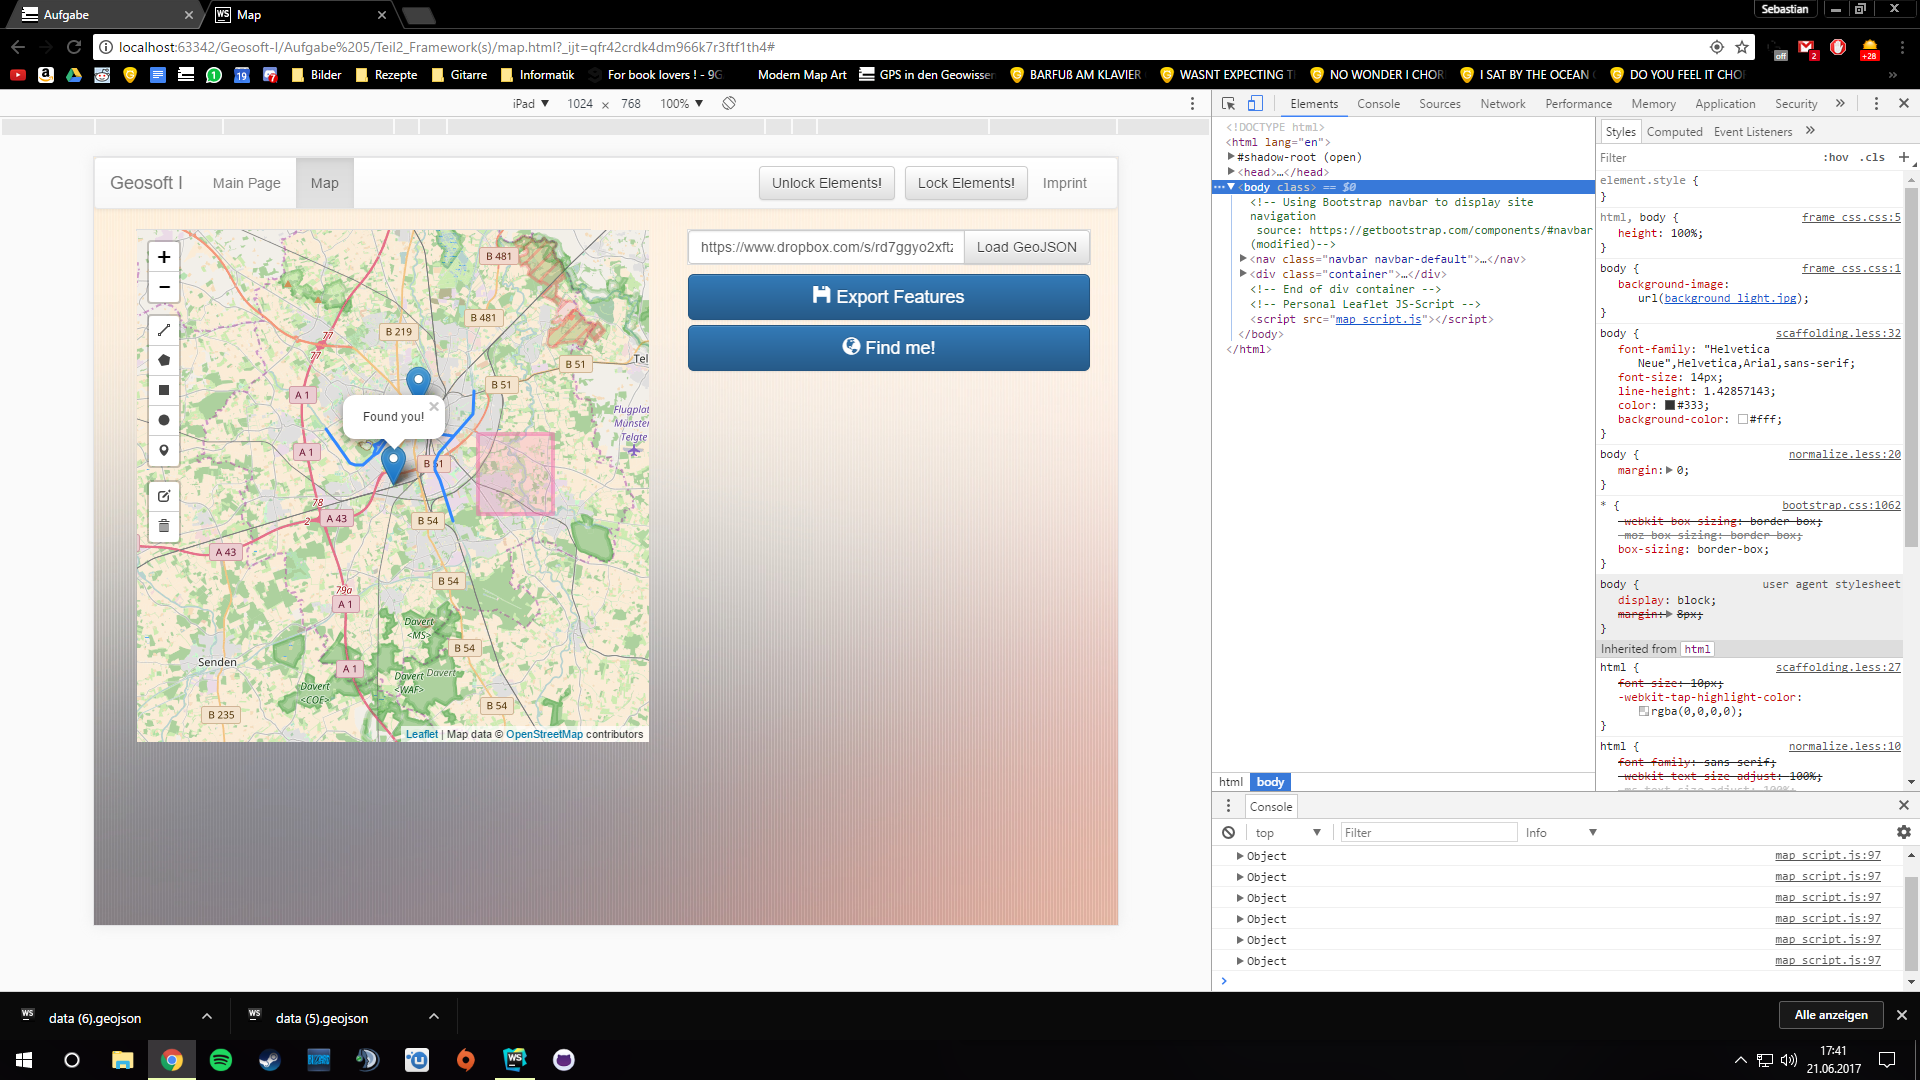 Aufgabe
Map
Sebastian
localhost:63342/Geosoft-I/Aufgabe%205/Teil2_Framework(s)/map.html?_ijt=qfr42crdk4dm966k7r3ftf1th4#
off
2
+28
19
Bilder
Rezepte
Gitarre
Informatik
For book lovers ! - 9G
Modern Map Art
GPS in den Geowissen
BARFUß AM KLAVIER
WASNT EXPECTING T
NO WONDER I CHOR
I SAT BY THE OCEAN
DO YOU FEEL IT CHO
iPad ▼ 1024 × 768 100% ▼
Geosoft I
Main Page
Map
Unlock Elements!
Lock Elements!
Imprint
https://www.dropbox.com/s/rd7ggyo2xftz
Load GeoJSON
Export Features
Find me!
+
−
B 481
B 481
B 219
77
77
B 51
Tel
A 1
B 51
Flugplatz
Münster
Telgte
Found you!
×
A 1
B 51
78
2
A 43
B 54
A 43
B 54
79a
A 1
Davert
<MS>
B 54
Senden
A 1
Davert
<WAF>
Davert
Davert
<COE>
B 54
B 235
Leaflet | Map data © OpenStreetMap contributors
Elements Console Sources Network Performance Memory Application Security »
<!DOCTYPE html>
<html lang="en">
#shadow-root (open)
<head>…</head>
<body class> == $0
<!-- Using Bootstrap navbar to display site
navigation
source: https://getbootstrap.com/components/#navbar
(modified)-->
<nav class="navbar navbar-default">…</nav>
<div class="container">…</div>
<!-- End of div container -->
<!-- Personal Leaflet JS-Script -->
<script src="map_script.js"></script>
</body>
</html>
html body
Styles Computed Event Listeners »
Filter :hov .cls +
element.style {
}
html, body { frame_css.css:5
height: 100%;
}
body { frame_css.css:1
background-image:
url(background_light.jpg);
}
body { scaffolding.less:32
font-family: "Helvetica
Neue",Helvetica,Arial,sans-serif;
font-size: 14px;
line-height: 1.42857143;
color: #333;
background-color: #fff;
}
body { normalize.less:20
margin: 0;
}
* { bootstrap.css:1062
-webkit-box-sizing: border-box;
-moz-box-sizing: border-box;
box-sizing: border-box;
}
body { user agent stylesheet
display: block;
margin: 8px;
}
Inherited from html
html { scaffolding.less:27
font-size: 10px;
-webkit-tap-highlight-color:
rgba(0,0,0,0);
}
html { normalize.less:10
font-family: sans-serif;
-webkit-text-size-adjust: 100%;
-ms-text-size-adjust: 100%;
Console
top ▼ Filter Info ▼
Object map_script.js:97
Object map_script.js:97
Object map_script.js:97
Object map_script.js:97
Object map_script.js:97
Object map_script.js:97
>
data (6).geojson
data (5).geojson
Alle anzeigen
17:41
21.06.2017